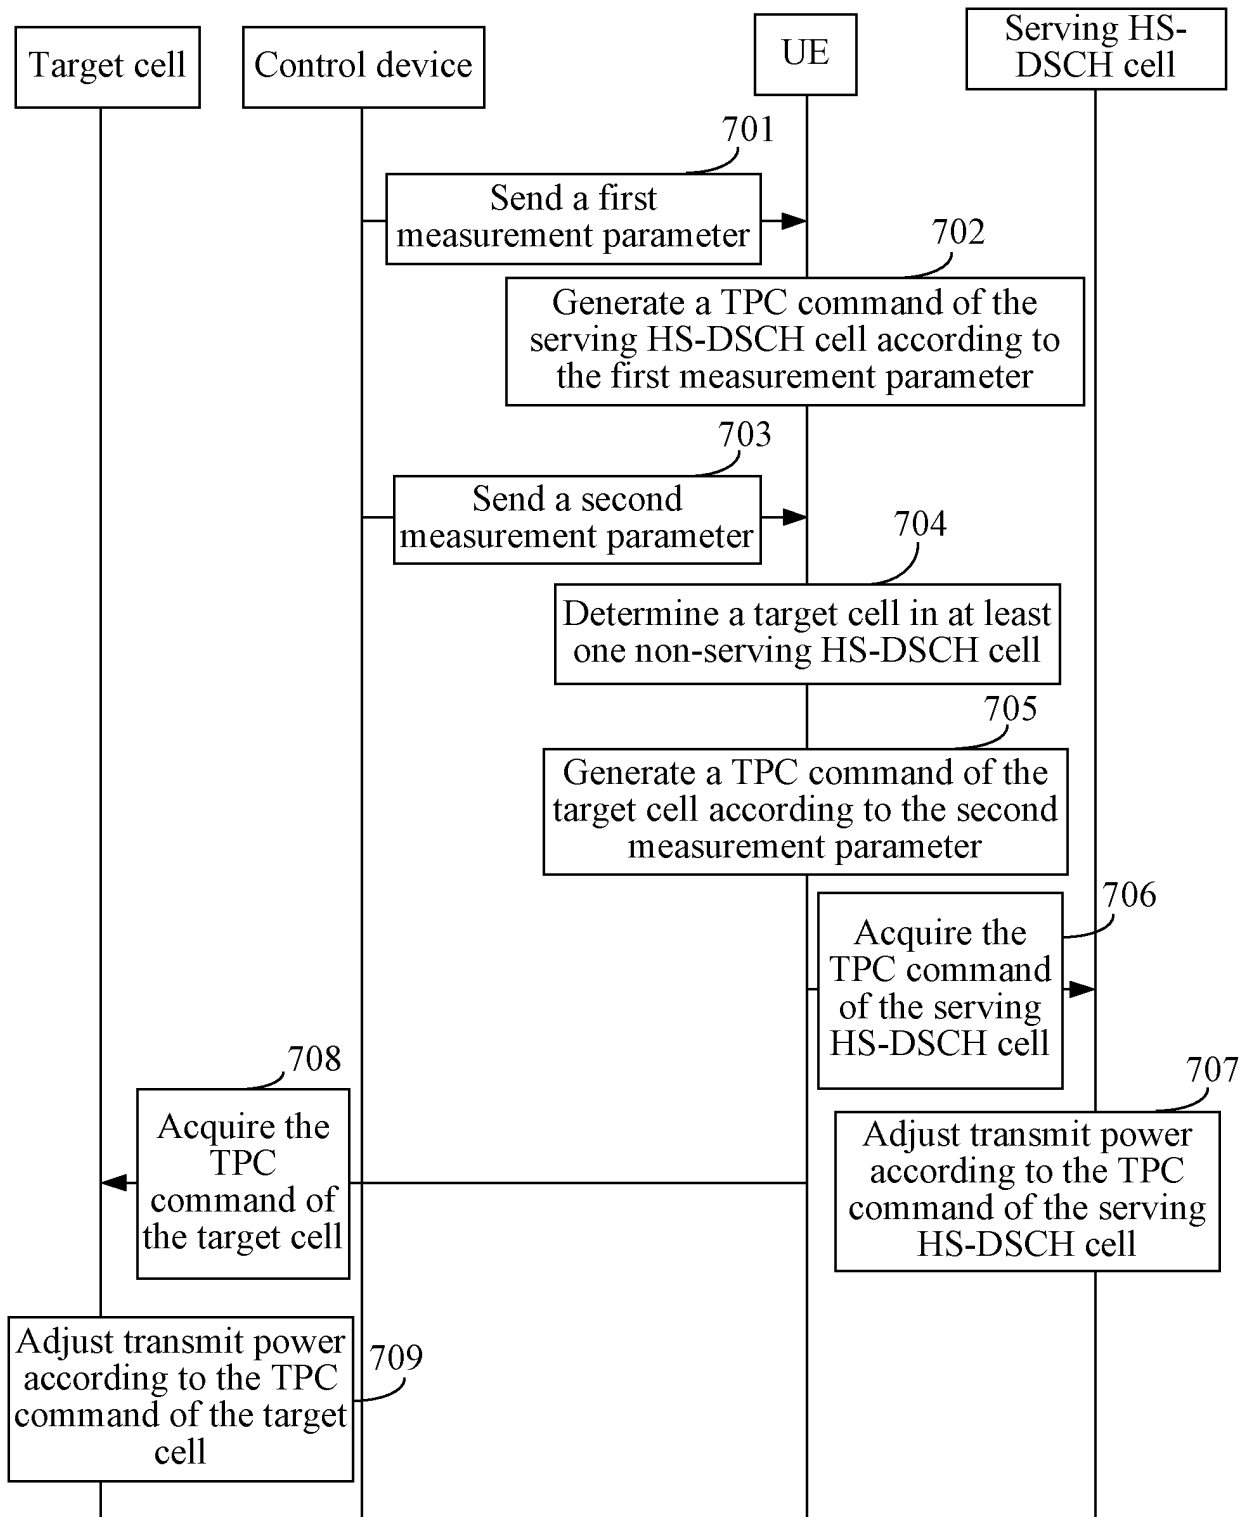 Target cell
Control device
UE
Serving HS-
DSCH cell
701
Send a first
measurement parameter
702
Generate a TPC command of the
serving HS-DSCH cell according to
the first measurement parameter
703
Send a second
measurement parameter
704
Determine a target cell in at least
one non-serving HS-DSCH cell
705
Generate a TPC command of the
target cell according to the second
measurement parameter
706
Acquire the
TPC command
of the serving
HS-DSCH cell
707
Adjust transmit power
according to the TPC
command of the serving
HS-DSCH cell
708
Acquire the
TPC
command of
the target cell
709
Adjust transmit power
according to the TPC
command of the target
cell